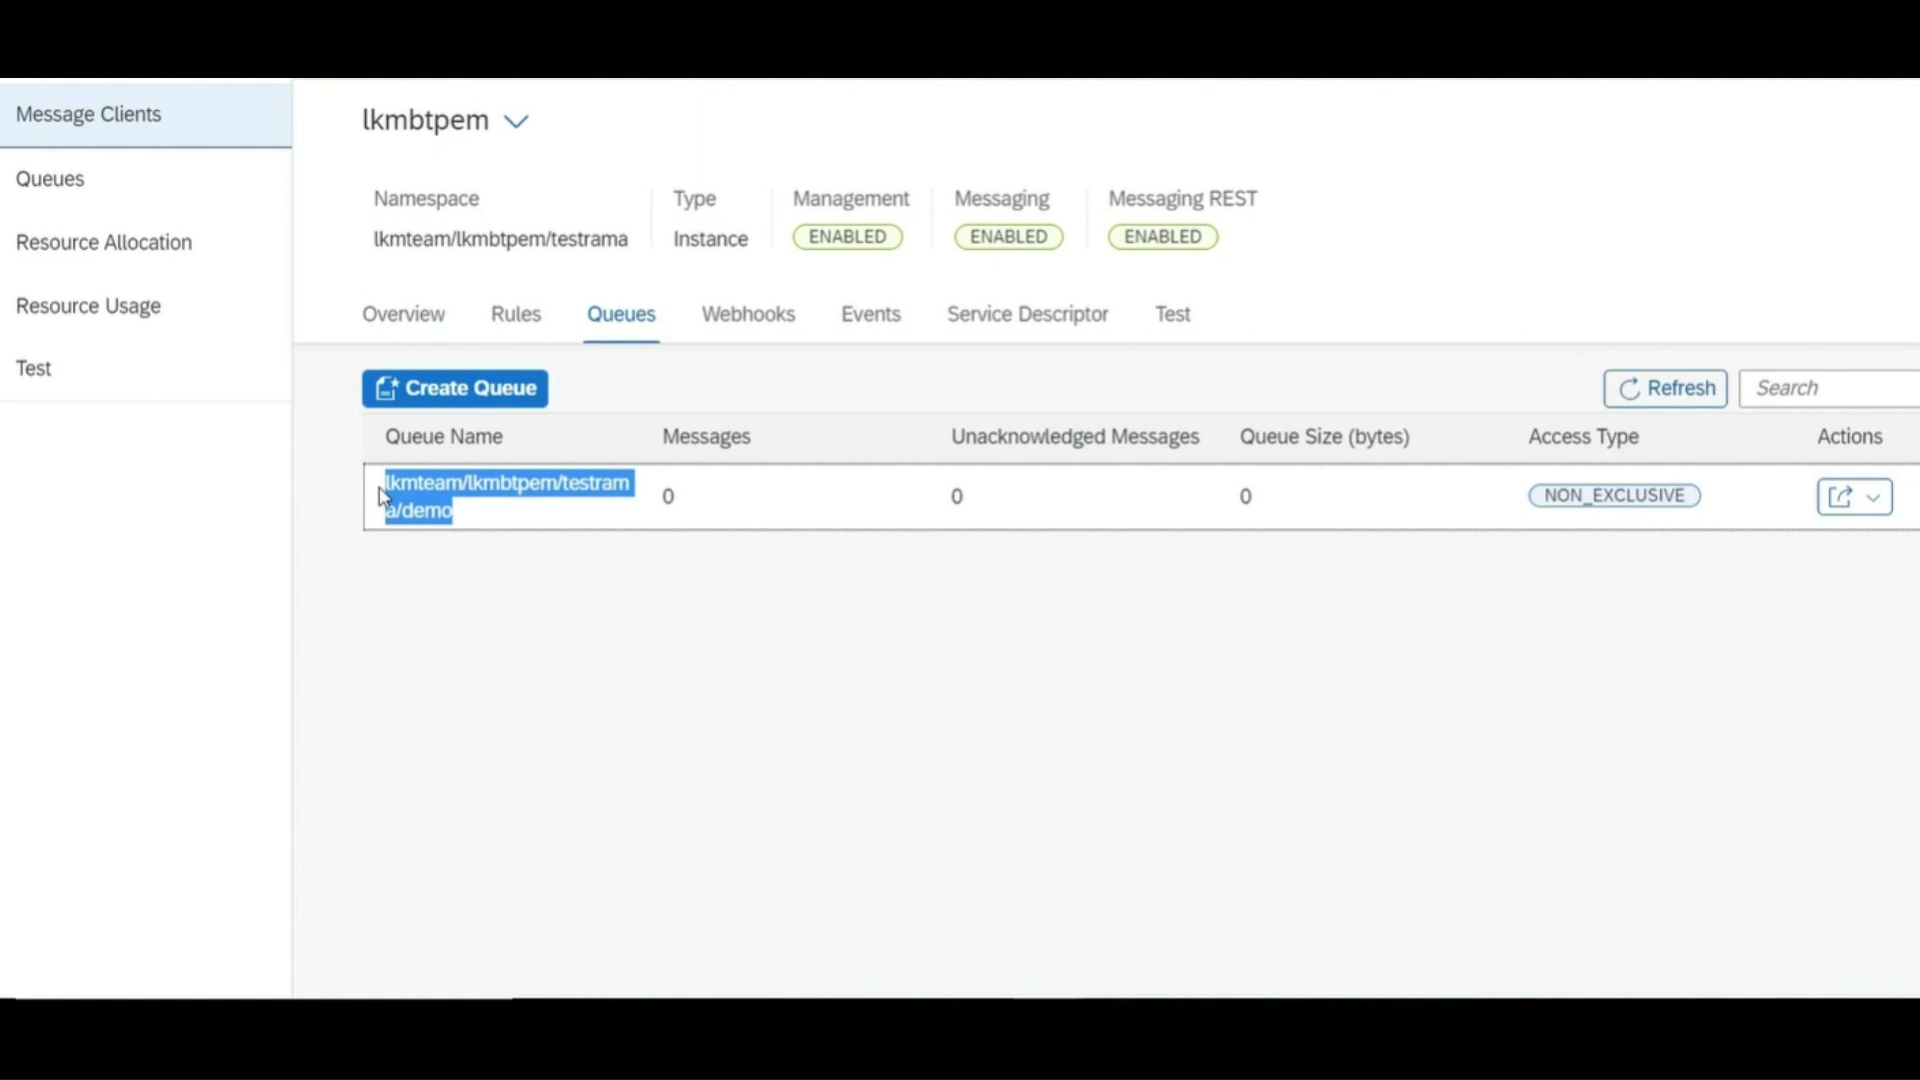 Message Clients
Queues
Resource Allocation
Resource Usage
Test
lkmbtpem
Namespace
lkmteam/lkmbtpem/testrama
Type
Instance
Management
ENABLED
Messaging
ENABLED
Messaging REST
ENABLED
Overview Rules Queues Webhooks Events Service Descriptor Test
Create Queue
Refresh
Search
Queue Name Messages Unacknowledged Messages Queue Size (bytes) Access Type Actions
lkmteam/lkmbtpem/testram
a/demo
0 0 0 NON_EXCLUSIVE